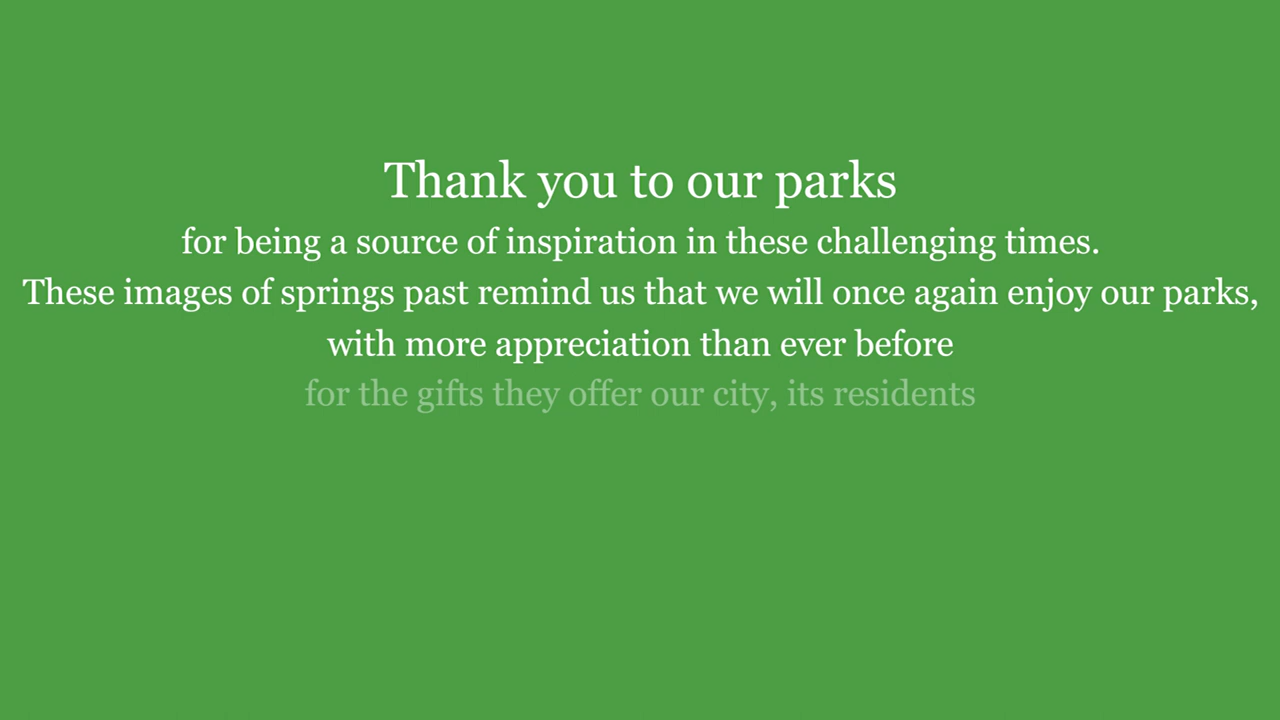 Thank you to our parks
for being a source of inspiration in these challenging times.
These images of springs past remind us that we will once again enjoy our parks,
with more appreciation than ever before
for the gifts they offer our city, its residents